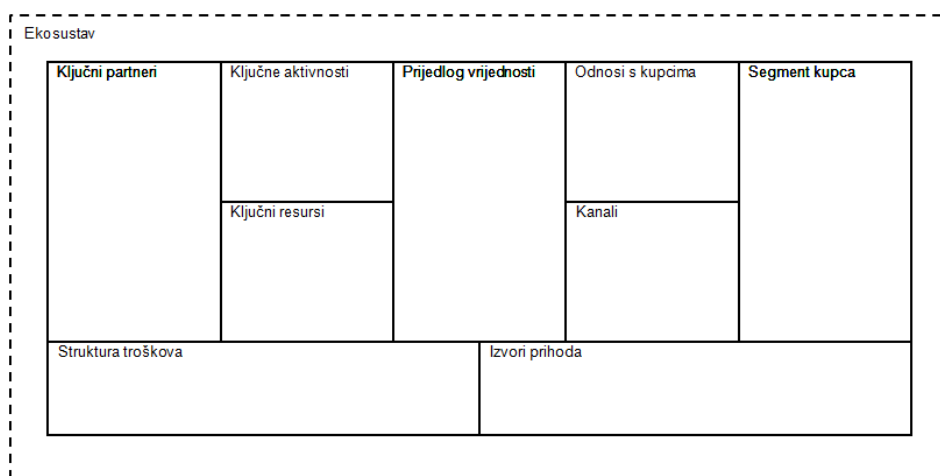 Ekosustav
Ključni partneri
Ključne aktivnosti
Prijedlog vrijednosti
Odnosi s kupcima
Segment kupca
Ključni resursi
Kanali
Struktura troškova
Izvori prihoda